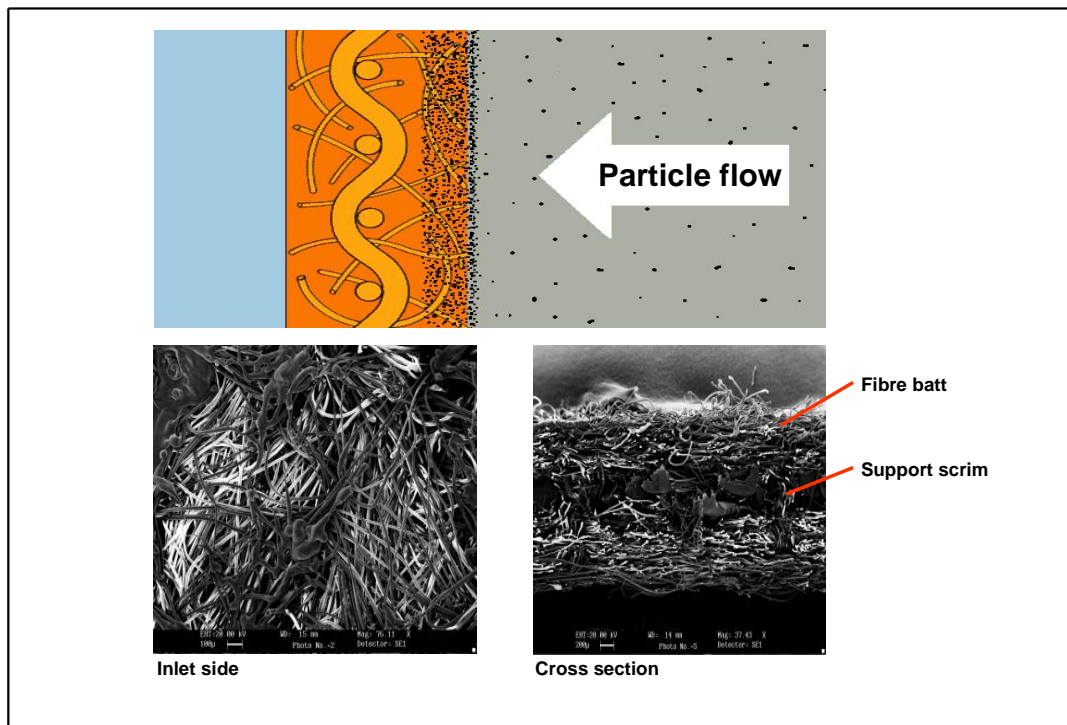 Particle flow
Fibre batt
Support scrim
EHT=20.00 kV WD= 15 mm Mag= 76.11 X
100µ Photo No.=2 Detector= SE1
EHT=20.00 kV WD= 14 mm Mag= 37.43 X
200µ Photo No.=5 Detector= SE1
Inlet side
Cross section